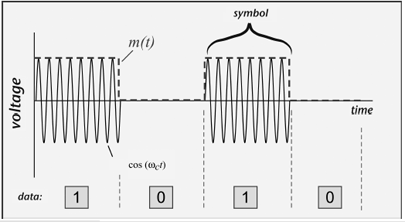 symbol
m(t)
voltage
time
cos (ωct)
data: 1 0 1 0